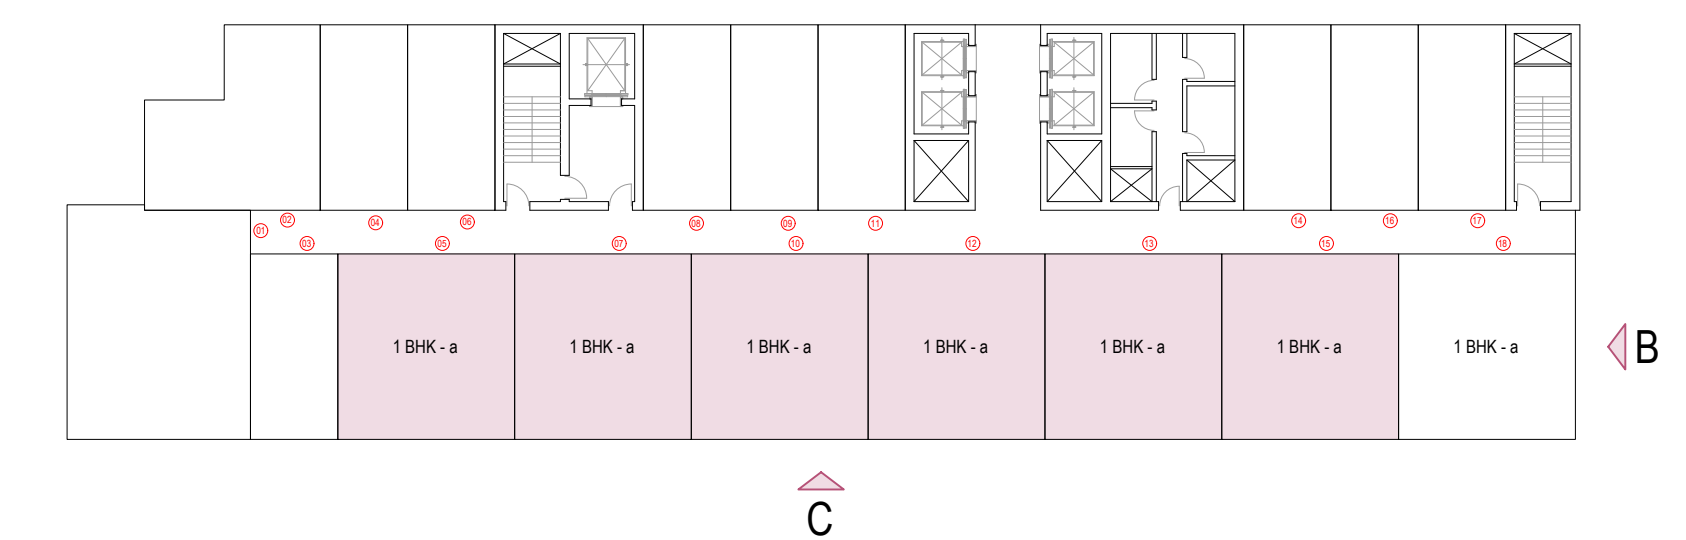 02 04 06 08 09 11 14 16 17
01 03 05 07 10 12 13 15 18
1 BHK - a 1 BHK - a 1 BHK - a 1 BHK - a 1 BHK - a 1 BHK - a 1 BHK - a
B
C